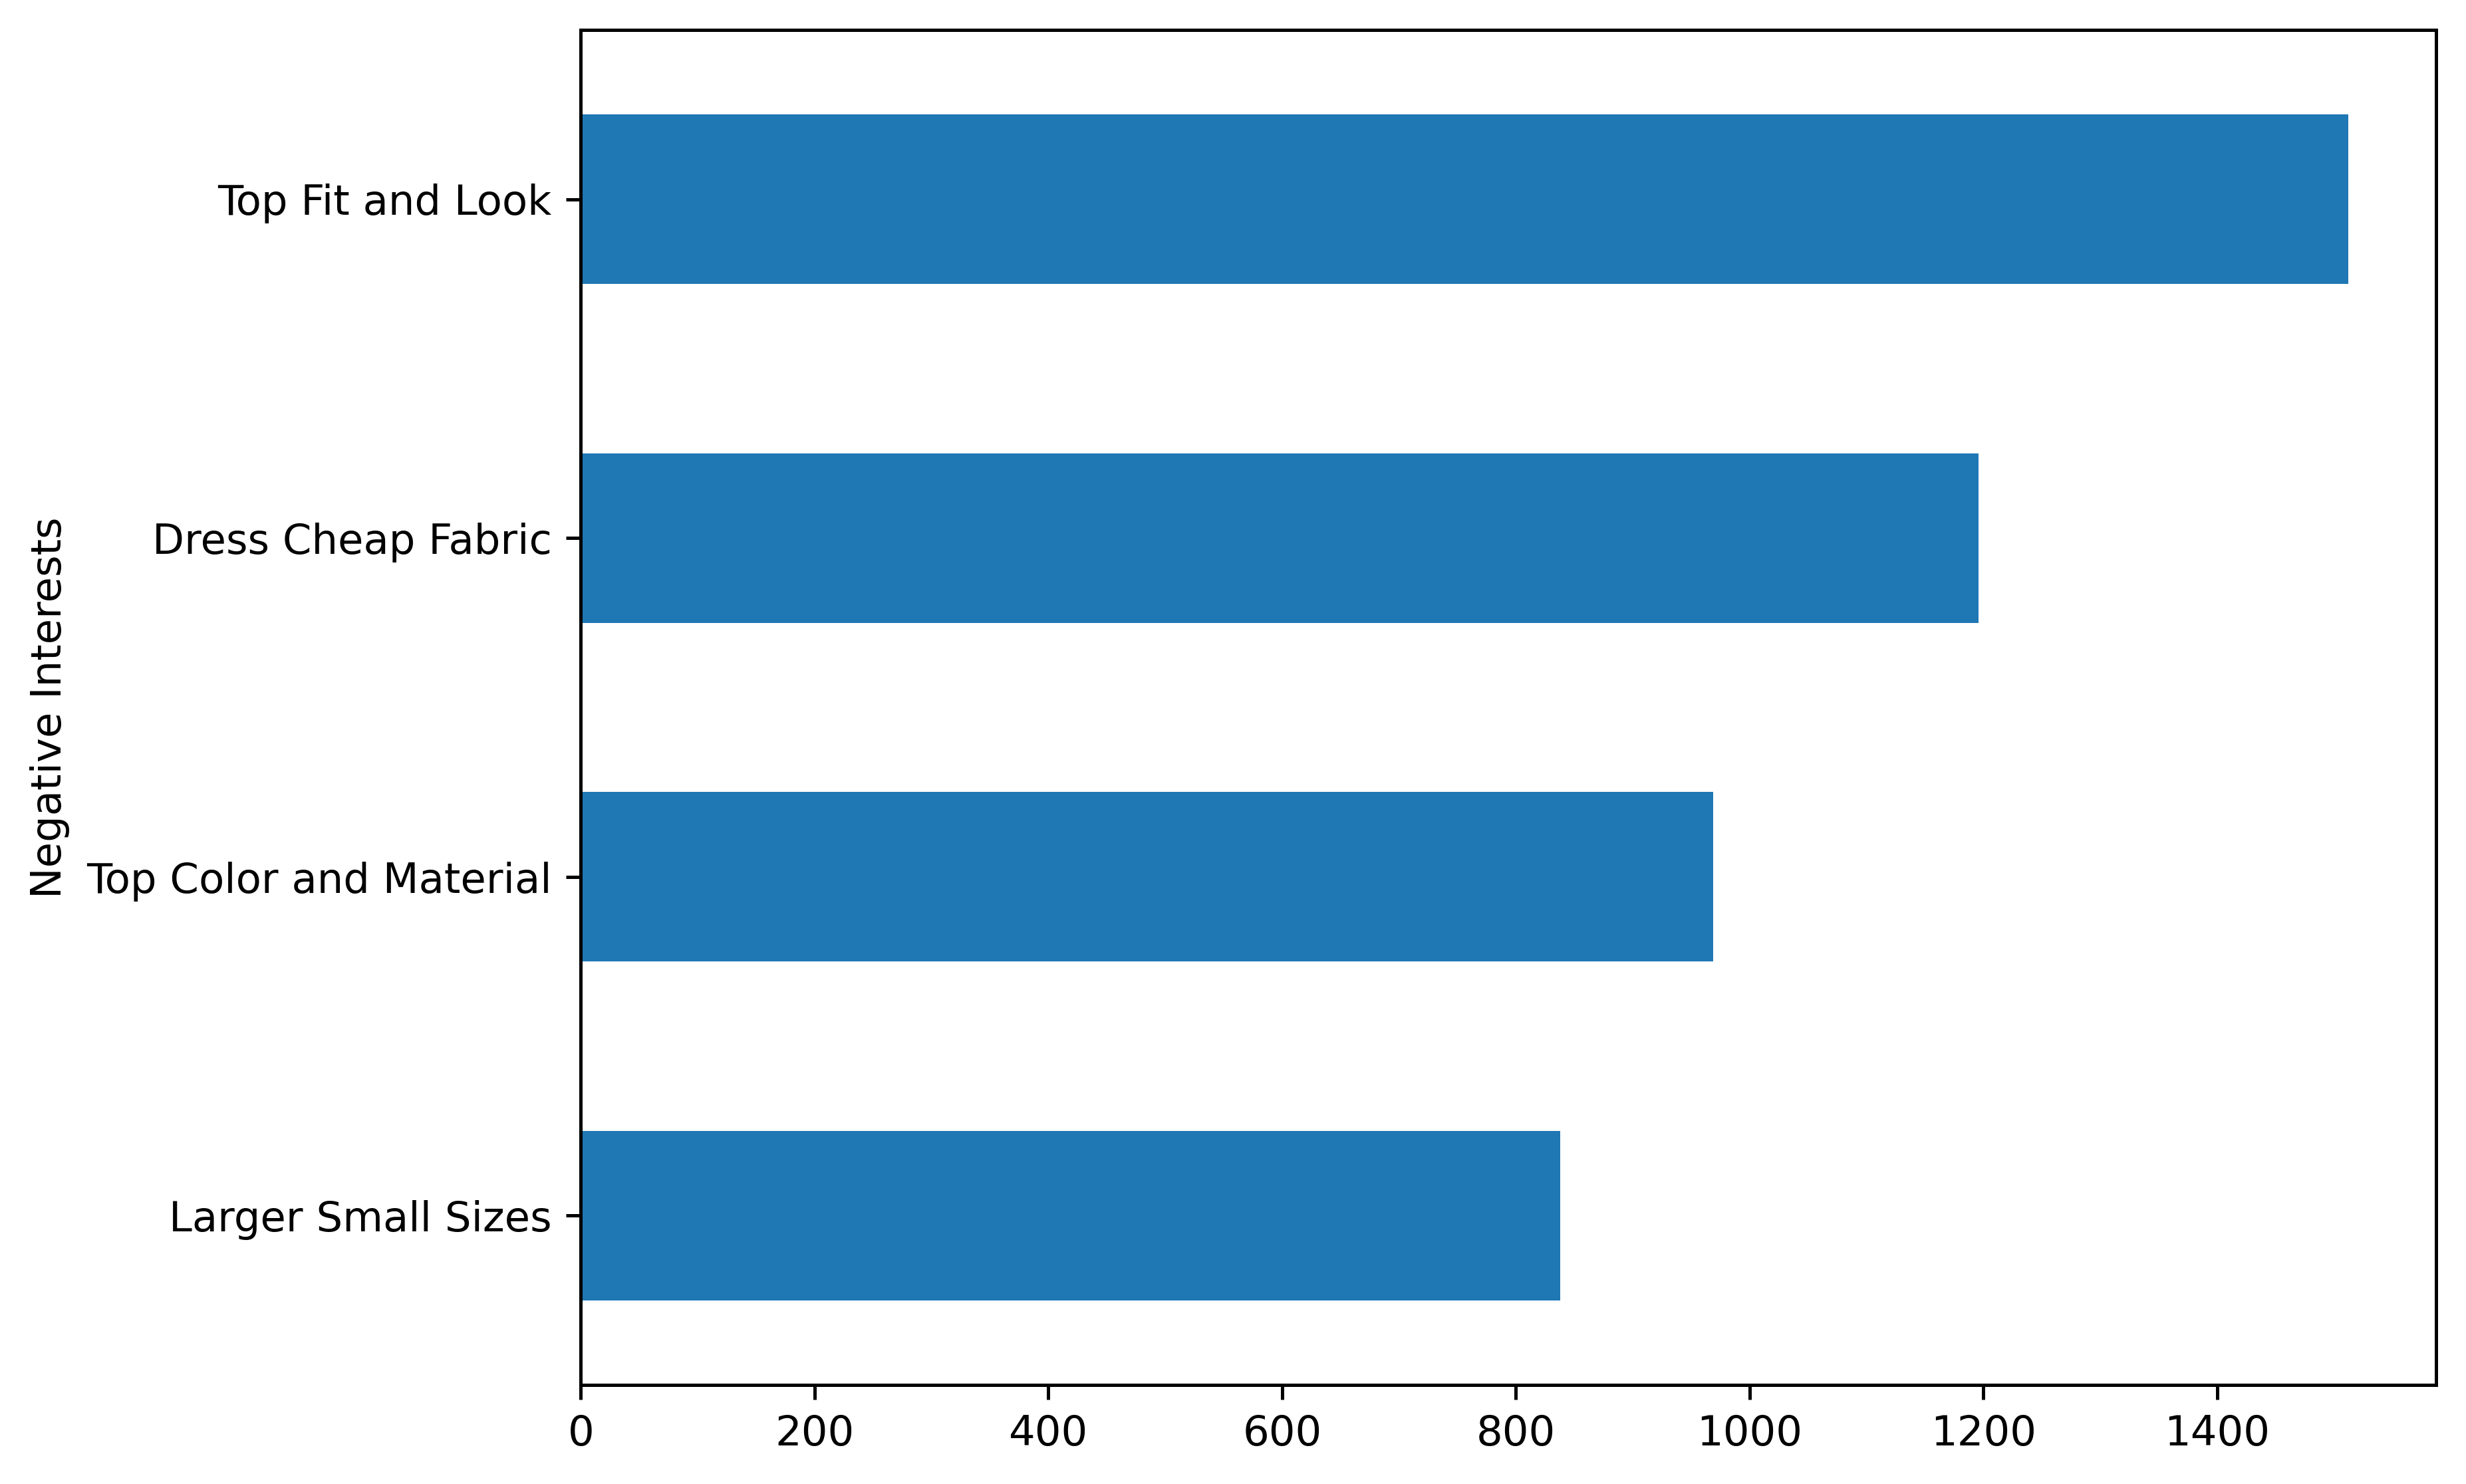 Negative Interests
Top Fit and Look
Dress Cheap Fabric
Top Color and Material
Larger Small Sizes
0 200 400 600 800 1000 1200 1400